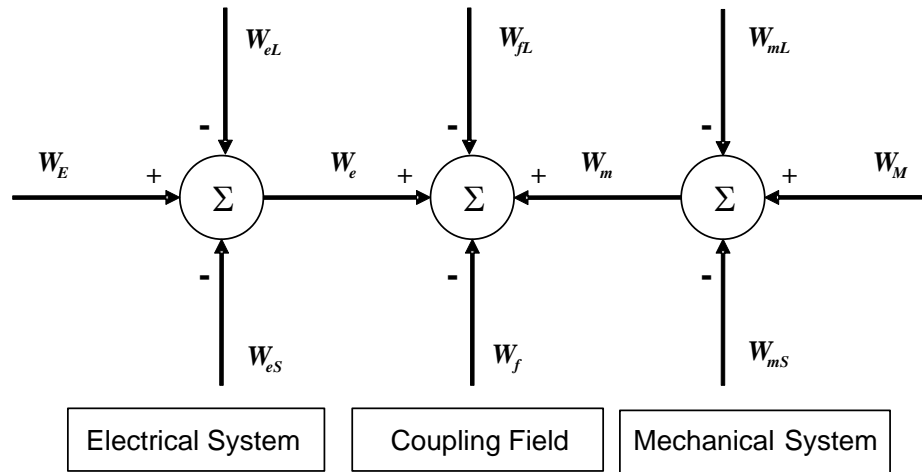 W_eL W_fL W_mL
- - -
W_E + W_e + + W_m + W_M
Σ Σ Σ
- - -
W_eS W_f W_mS
Electrical System Coupling Field Mechanical System